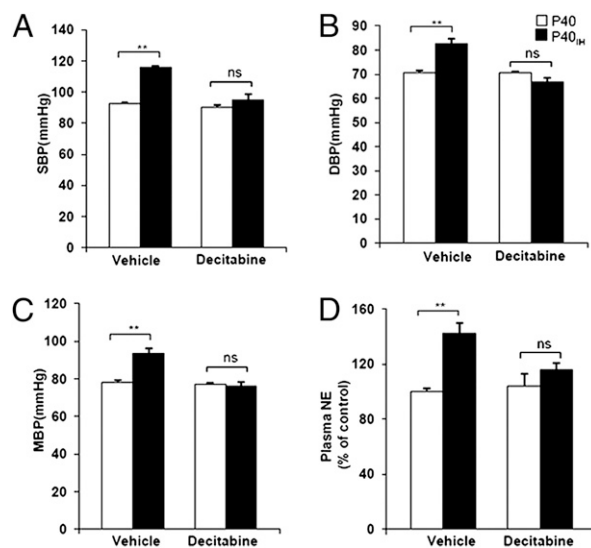 A
SBP(mmHg)
140
120
100
80
60
40
20
0
**
ns
Vehicle Decitabine
B
P40
P40IH
DBP(mmHg)
90
80
70
60
50
40
30
20
10
0
**
ns
Vehicle Decitabine
C
MBP(mmHg)
120
100
80
60
40
20
0
**
ns
Vehicle Decitabine
D
Plasma NE
(% of control)
160
120
80
40
0
**
ns
Vehicle Decitabine